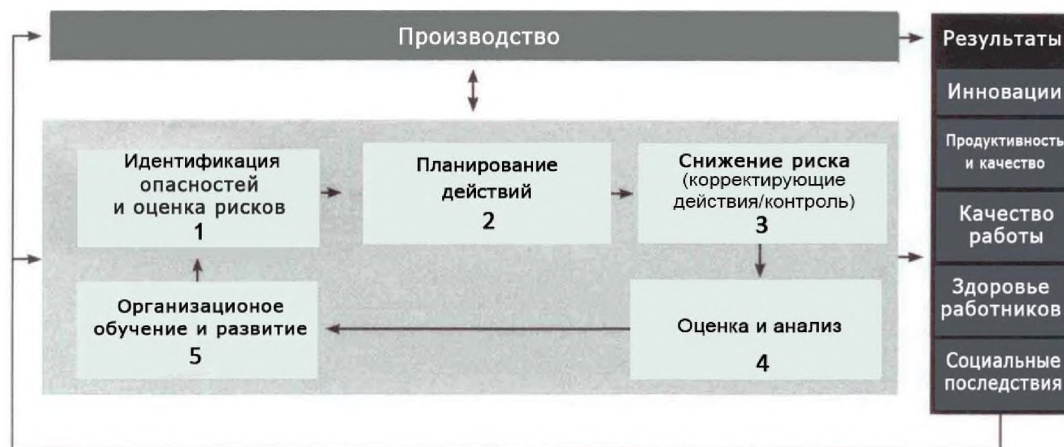 Производство
Идентификация
опасностей
и оценка рисков
1
Планирование
действий
2
Снижение риска
(корректирующие
действия/контроль)
3
Оценка и анализ
4
Организационое
обучение и развитие
5
Результаты
Инновации
Продуктивность
и качество
Качество
работы
Здоровье
работников
Социальные
последствия